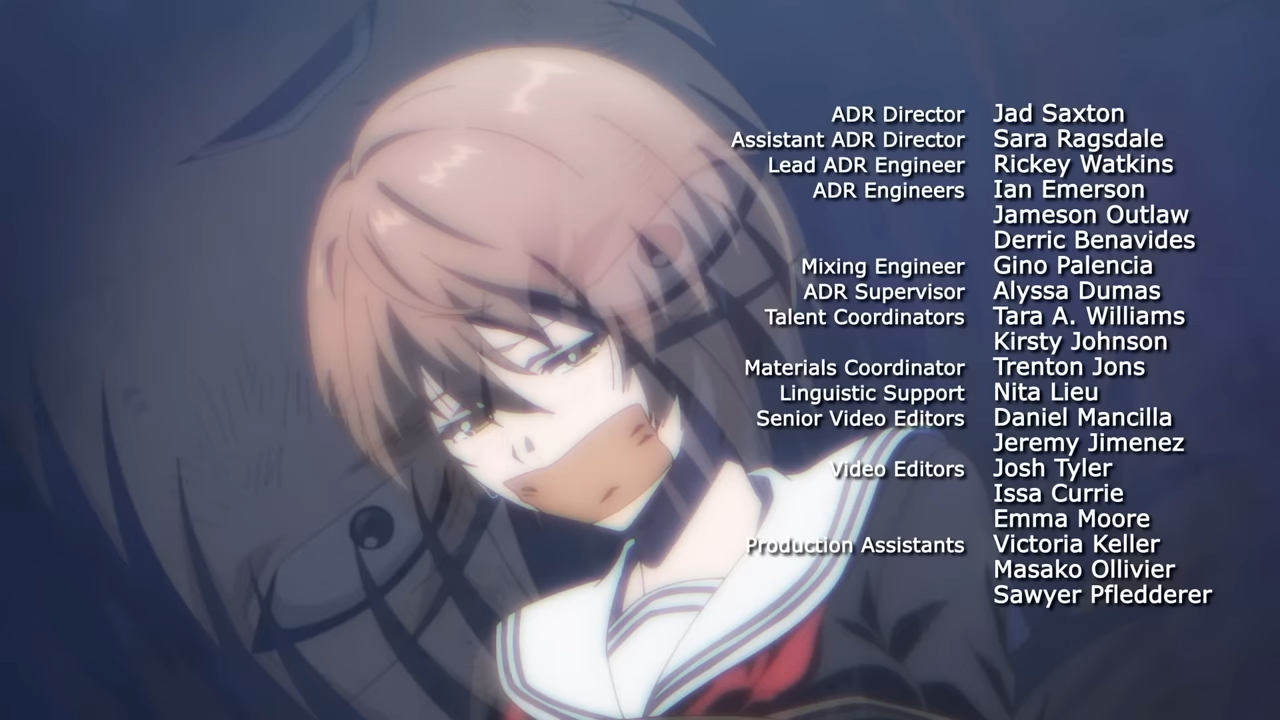 ADR Director Jad Saxton
Assistant ADR Director Sara Ragsdale
Lead ADR Engineer Rickey Watkins
ADR Engineers Ian Emerson
Jameson Outlaw
Derric Benavides
Mixing Engineer Gino Palencia
ADR Supervisor Alyssa Dumas
Talent Coordinators Tara A. Williams
Kirsty Johnson
Materials Coordinator Trenton Jons
Linguistic Support Nita Lieu
Senior Video Editors Daniel Mancilla
Jeremy Jimenez
Video Editors Josh Tyler
Issa Currie
Emma Moore
Production Assistants Victoria Keller
Masako Ollivier
Sawyer Pfledderer